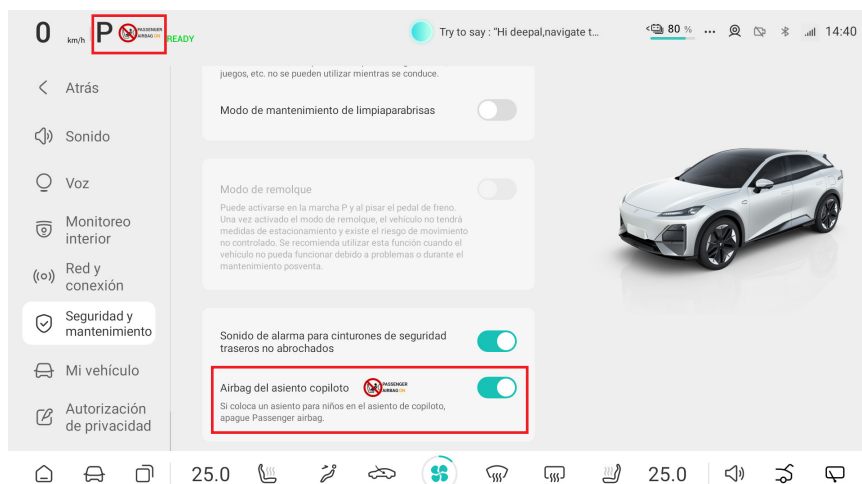 0 km/h P PASSENGER AIRBAG ON READY
Try to say : "Hi deepal,navigate t...
80 % ... 14:40
Atrás
Sonido
Voz
Monitoreo
interior
Red y
conexión
Seguridad y
mantenimiento
Mi vehículo
Autorización
de privacidad
juegos, etc. no se pueden utilizar mientras se conduce.
Modo de mantenimiento de limpiaparabrisas
Modo de remolque
Puede activarse en la marcha P y al pisar el pedal de freno.
Una vez activado el modo de remolque, el vehículo no tendrá
medidas de estacionamiento y existe el riesgo de movimiento
no controlado. Se recomienda utilizar esta función cuando el
vehículo no pueda funcionar debido a problemas o durante el
mantenimiento posventa.
Sonido de alarma para cinturones de seguridad
traseros no abrochados
Airbag del asiento copiloto PASSENGER AIRBAG ON
Si coloca un asiento para niños en el asiento de copiloto,
apague Passenger airbag.
25.0 25.0